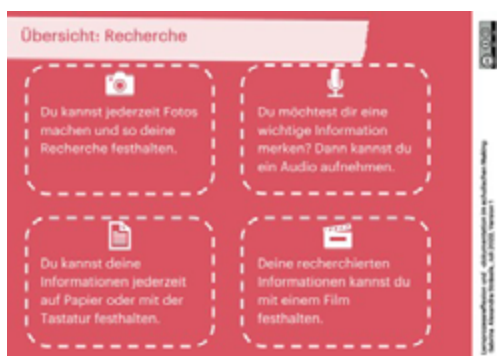 Übersicht: Recherche
Du kannst jederzeit Fotos
machen und so deine
Recherche festhalten.
Du möchtest dir eine
wichtige Information
merken? Dann kannst du
ein Audio aufnehmen.
Du kannst deine
Informationen jederzeit
auf Papier oder mit der
Tastatur festhalten.
Deine recherchierten
Informationen kannst du
mit einem Film
festhalten.